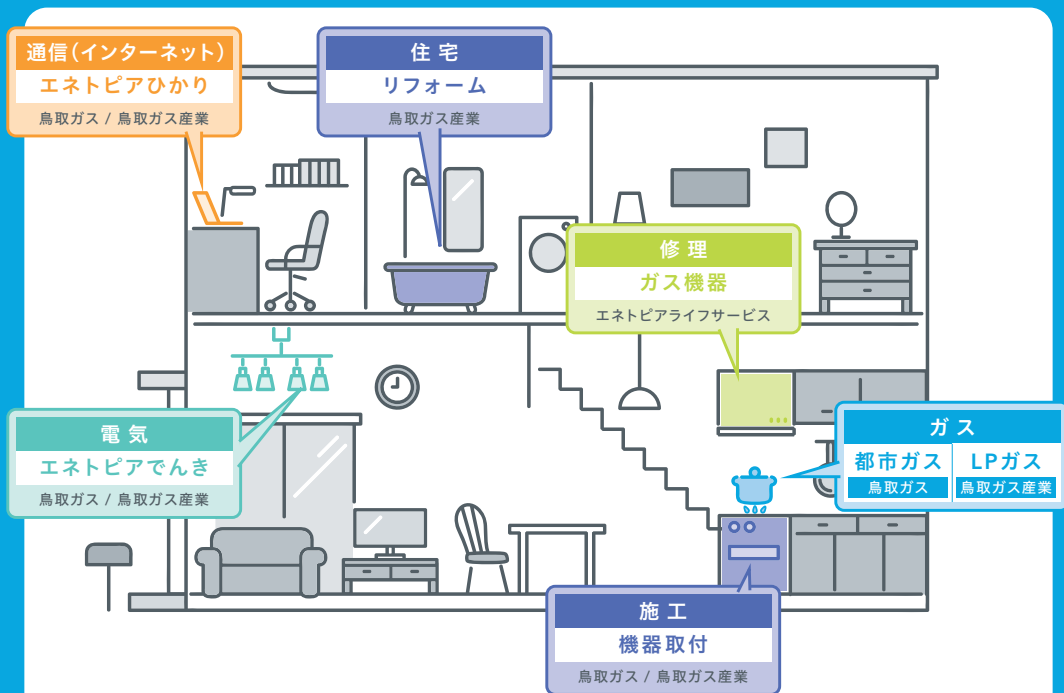 通信(インターネット)
エネトピアひかり
鳥取ガス / 鳥取ガス産業
住宅
リフォーム
鳥取ガス産業
修理
ガス機器
エネトピアライフサービス
電気
エネトピアでんき
鳥取ガス / 鳥取ガス産業
ガス
都市ガス LPガス
鳥取ガス 鳥取ガス産業
施工
機器取付
鳥取ガス / 鳥取ガス産業